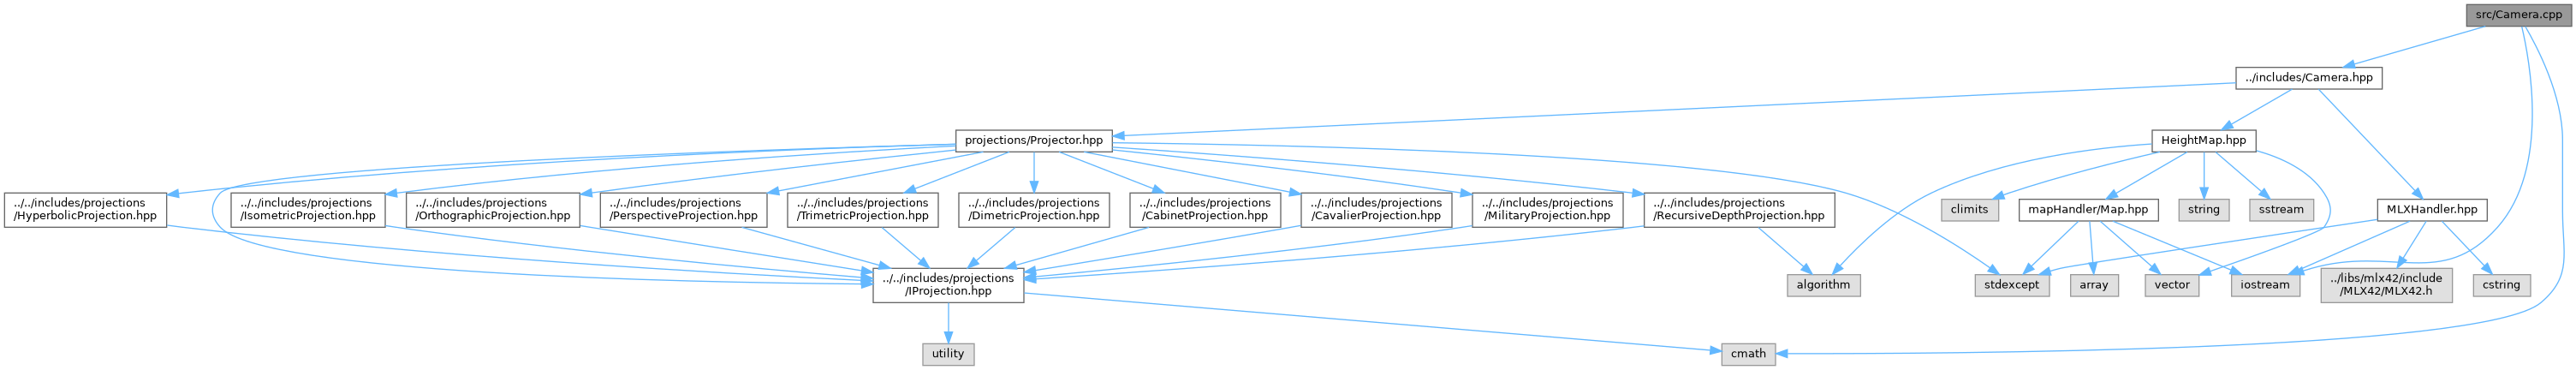 src/Camera.cpp
../includes/Camera.hpp
projections/Projector.hpp
HeightMap.hpp
../../includes/projections
/HyperbolicProjection.hpp
../../includes/projections
/IsometricProjection.hpp
../../includes/projections
/OrthographicProjection.hpp
../../includes/projections
/PerspectiveProjection.hpp
../../includes/projections
/TrimetricProjection.hpp
../../includes/projections
/DimetricProjection.hpp
../../includes/projections
/CabinetProjection.hpp
../../includes/projections
/CavalierProjection.hpp
../../includes/projections
/MilitaryProjection.hpp
../../includes/projections
/RecursiveDepthProjection.hpp
climits
mapHandler/Map.hpp
string
sstream
MLXHandler.hpp
../../includes/projections
/IProjection.hpp
algorithm
stdexcept
array
vector
iostream
../libs/mlx42/include
/MLX42/MLX42.h
cstring
utility
cmath